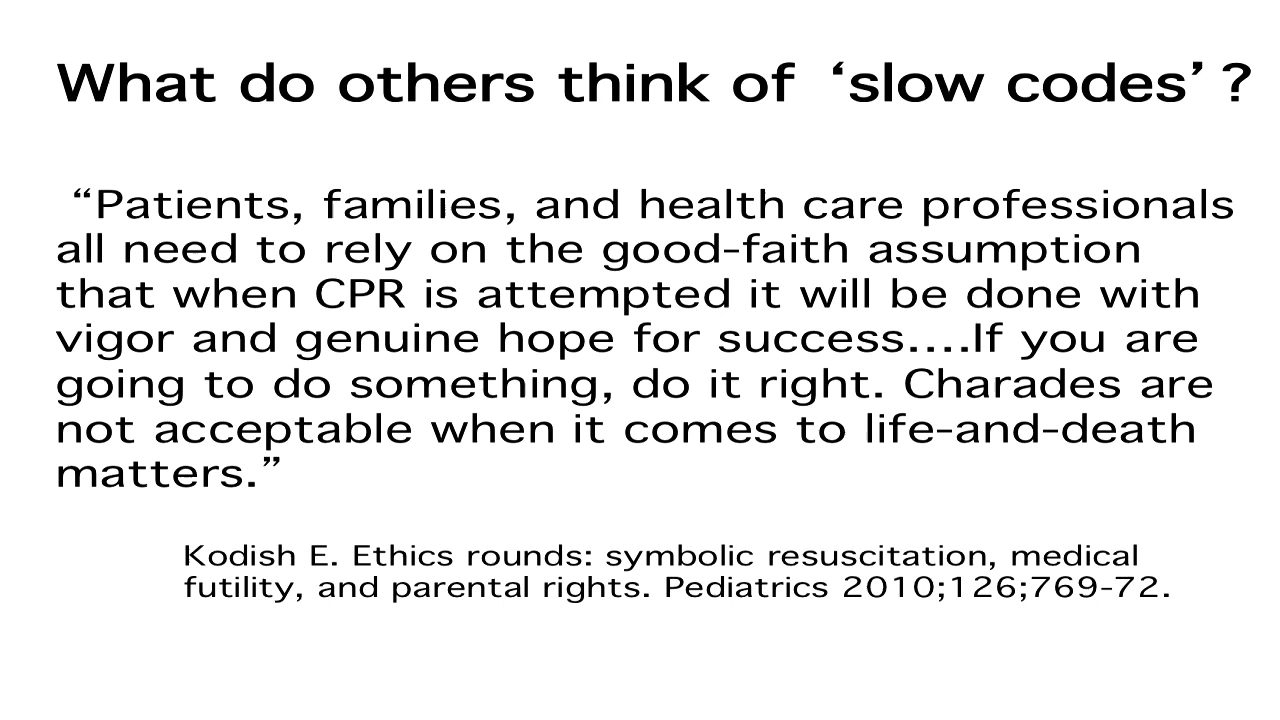 What do others think of ‘slow codes’ ?
“Patients, families, and health care professionals
all need to rely on the good-faith assumption
that when CPR is attempted it will be done with
vigor and genuine hope for success….If you are
going to do something, do it right. Charades are
not acceptable when it comes to life-and-death
matters.”
Kodish E. Ethics rounds: symbolic resuscitation, medical
futility, and parental rights. Pediatrics 2010;126;769-72.